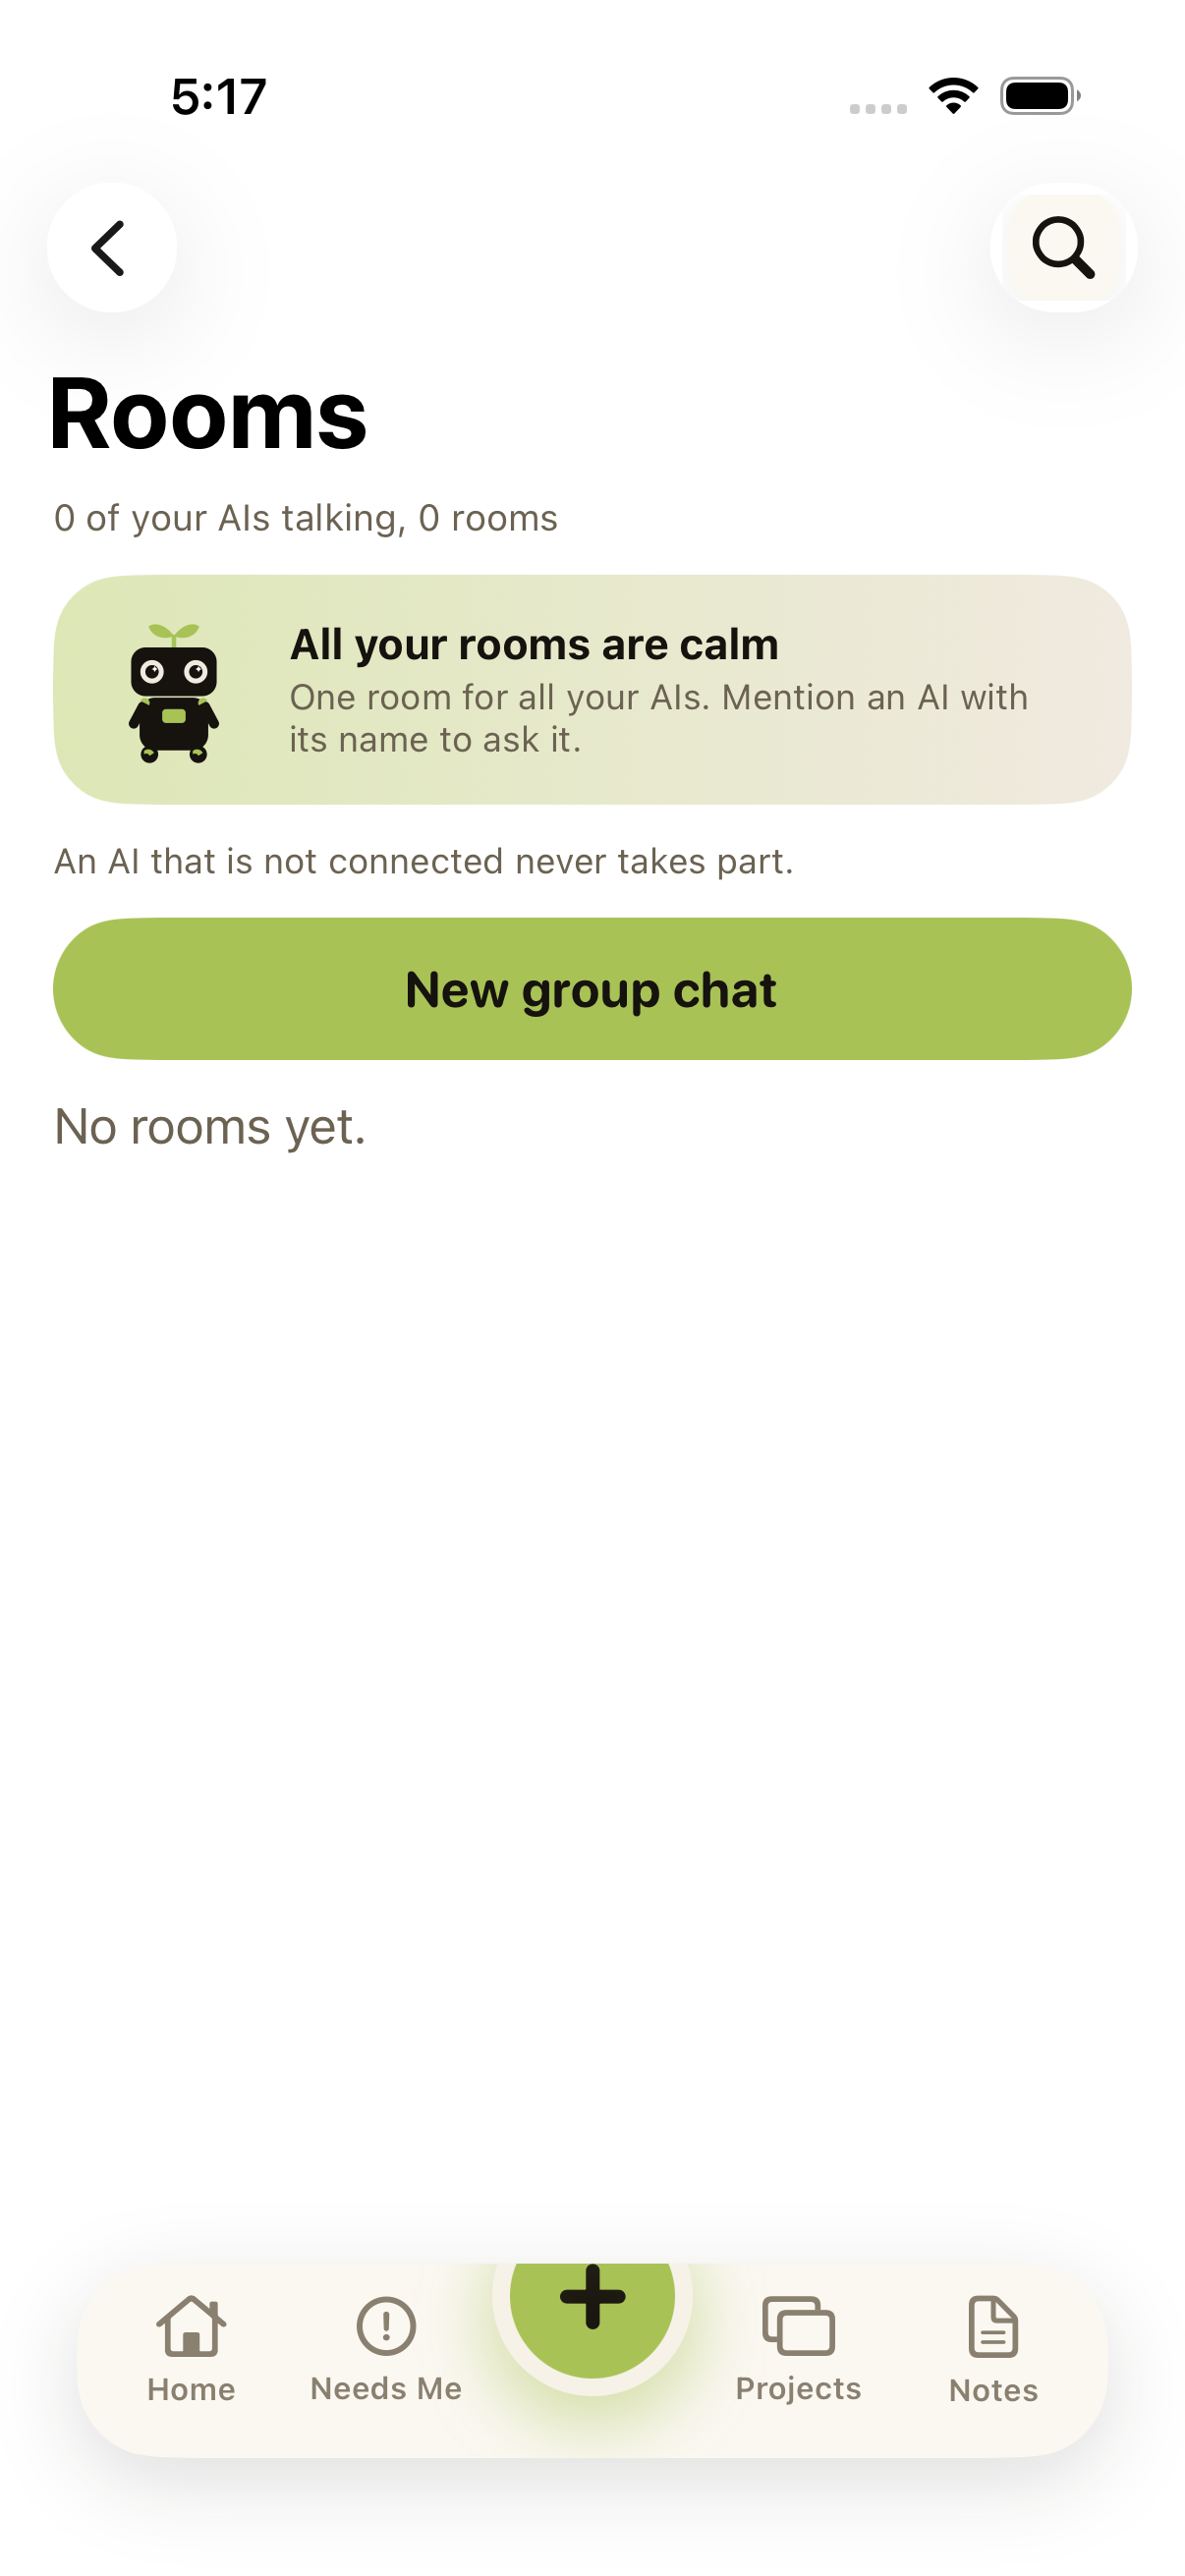 5:17
Rooms
0 of your AIs talking, 0 rooms
All your rooms are calm
One room for all your AIs. Mention an AI with
its name to ask it.
An AI that is not connected never takes part.
New group chat
No rooms yet.
Home
Needs Me
Projects
Notes